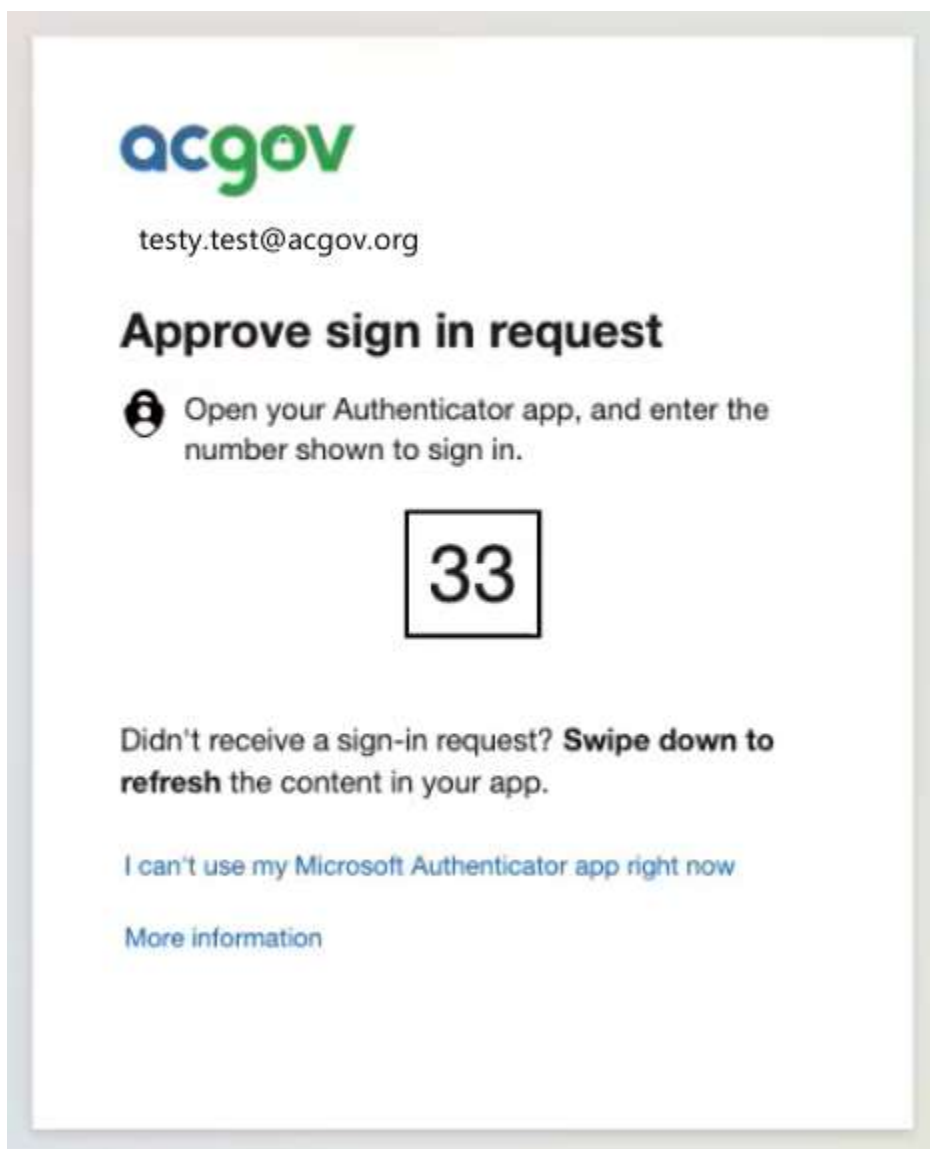 acgov
testy.test@acgov.org
Approve sign in request
Open your Authenticator app, and enter the
number shown to sign in.
33
Didn't receive a sign-in request? Swipe down to
refresh the content in your app.
I can't use my Microsoft Authenticator app right now
More information